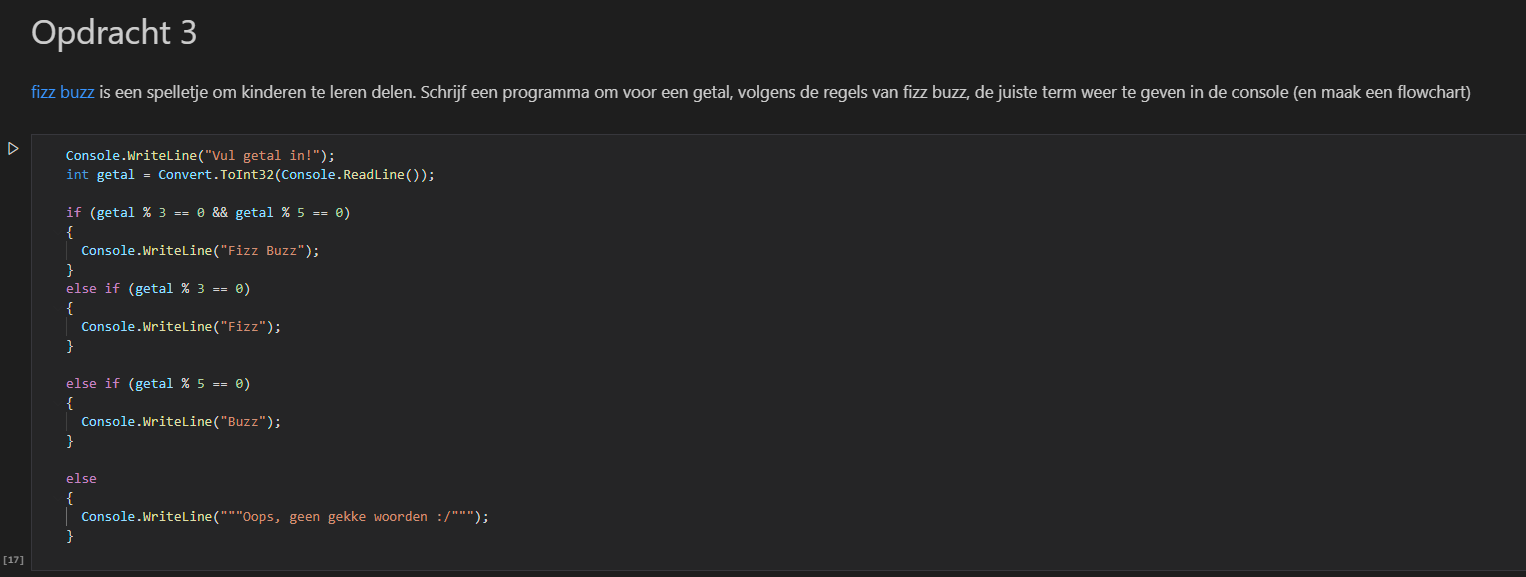 Opdracht 3
fizz buzz is een spelletje om kinderen te leren delen. Schrijf een programma om voor een getal, volgens de regels van fizz buzz, de juiste term weer te geven in de console (en maak een flowchart)
Console.WriteLine("Vul getal in!");
int getal = Convert.ToInt32(Console.ReadLine());
if (getal % 3 == 0 && getal % 5 == 0)
{
Console.WriteLine("Fizz Buzz");
}
else if (getal % 3 == 0)
{
Console.WriteLine("Fizz");
}
else if (getal % 5 == 0)
{
Console.WriteLine("Buzz");
}
else
{
Console.WriteLine("""Oops, geen gekke woorden :/""");
}
[17]